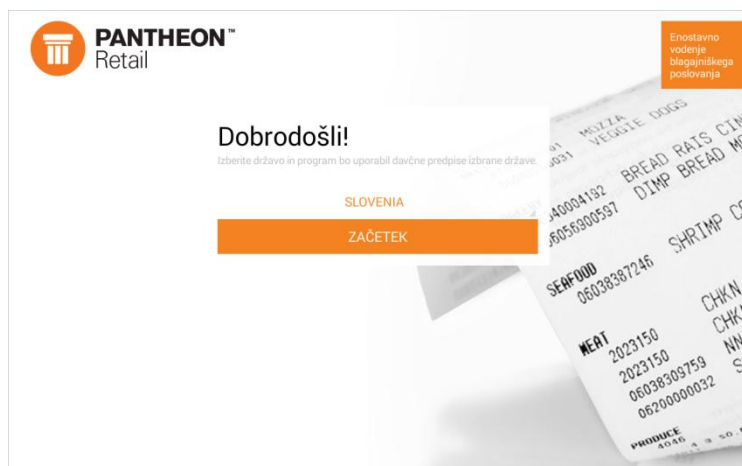 PANTHEON™
Retail
Enostavno
vodenje
blagajniškega
poslovanja
Dobrodošli!
Izberite državo in program bo uporabil davčne predpise izbrane države.
SLOVENIA
ZAČETEK
MOZZA
VEGGIE DOGS
BREAD RAIS CIN
DIMP BREAD
SEAFOOD
06038387246 SHRIMP
MEAT
2023150 CHKN
2023150
06038309759
06200000032
PRODUCE
4046